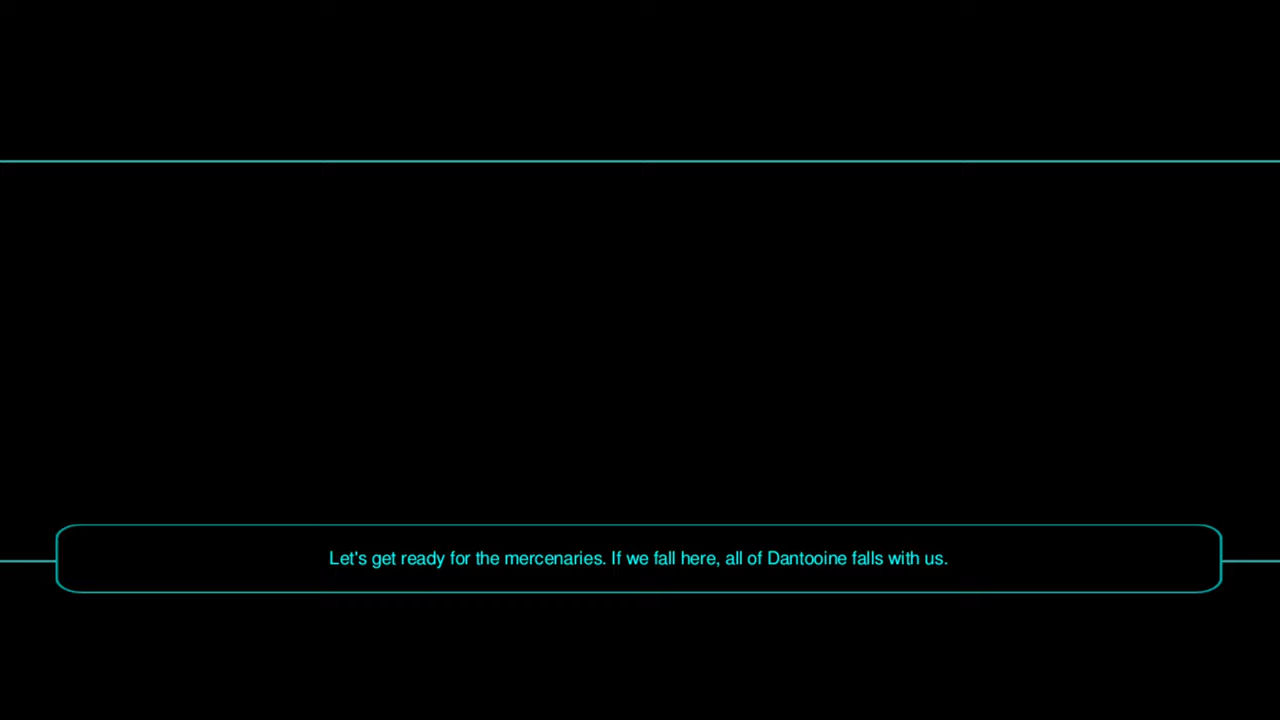 Let's get ready for the mercenaries. If we fall here, all of Dantooine falls with us.